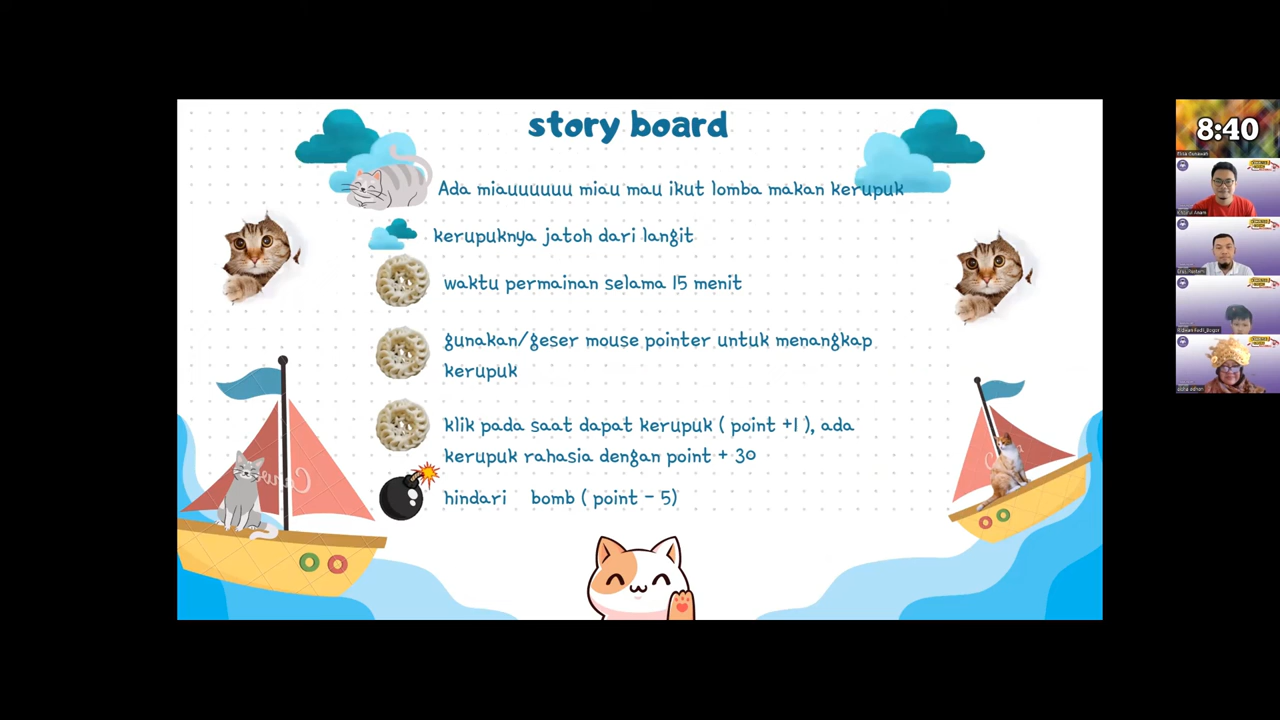 story board
Ada miauuuuuu miau mau ikut lomba makan kerupuk
kerupuknya jatoh dari langit
waktu permainan selama 15 menit
gunakan/geser mouse pointer untuk menangkap
kerupuk
klik pada saat dapat kerupuk ( point +1 ), ada
kerupuk rahasia dengan point + 30
hindari bomb ( point - 5)
8:40